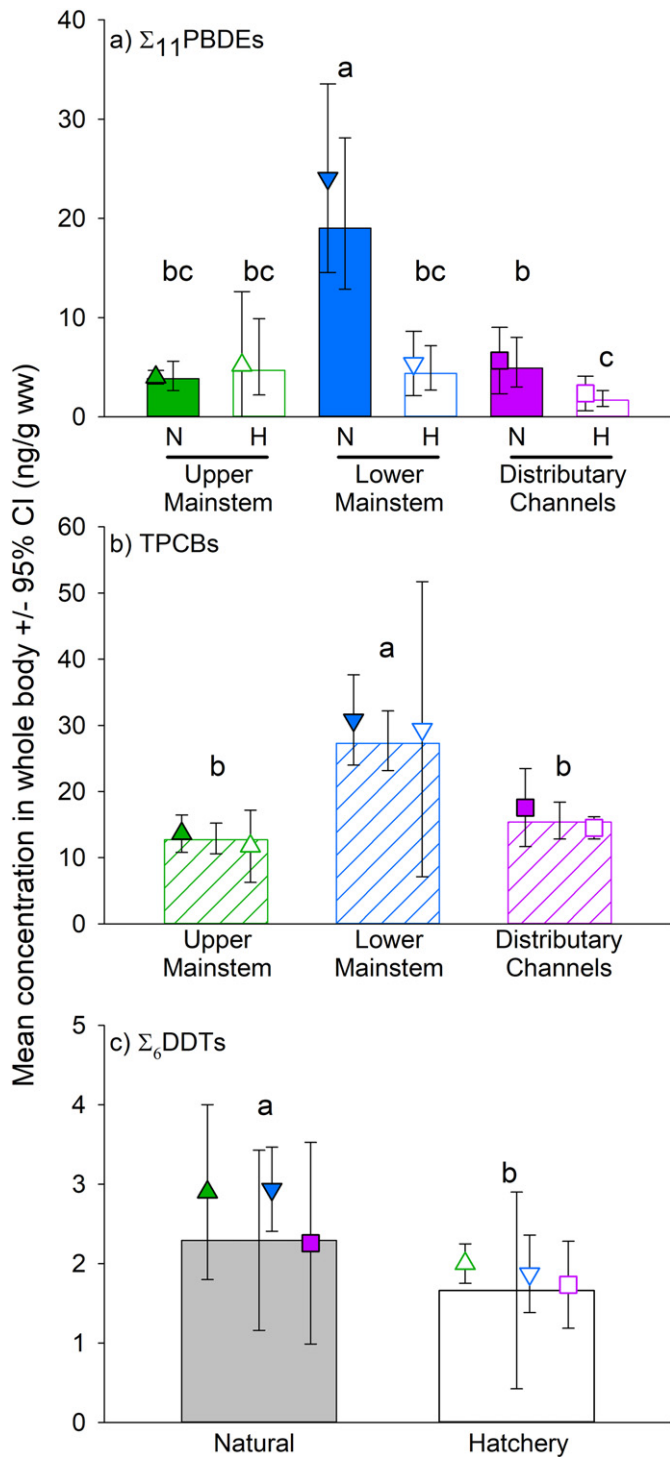 Mean concentration in whole body +/- 95% CI (ng/g ww)
a) Σ11PBDEs
a
40
30
bc bc bc b
20
c
10
0
N H N H N H
Upper Lower Distributary
Mainstem Mainstem Channels
60
b) TPCBs
50
a
40
30
b b
20
10
0
Upper Lower Distributary
Mainstem Mainstem Channels
5
c) Σ6DDTs
a
4
b
3
2
1
0
Natural Hatchery